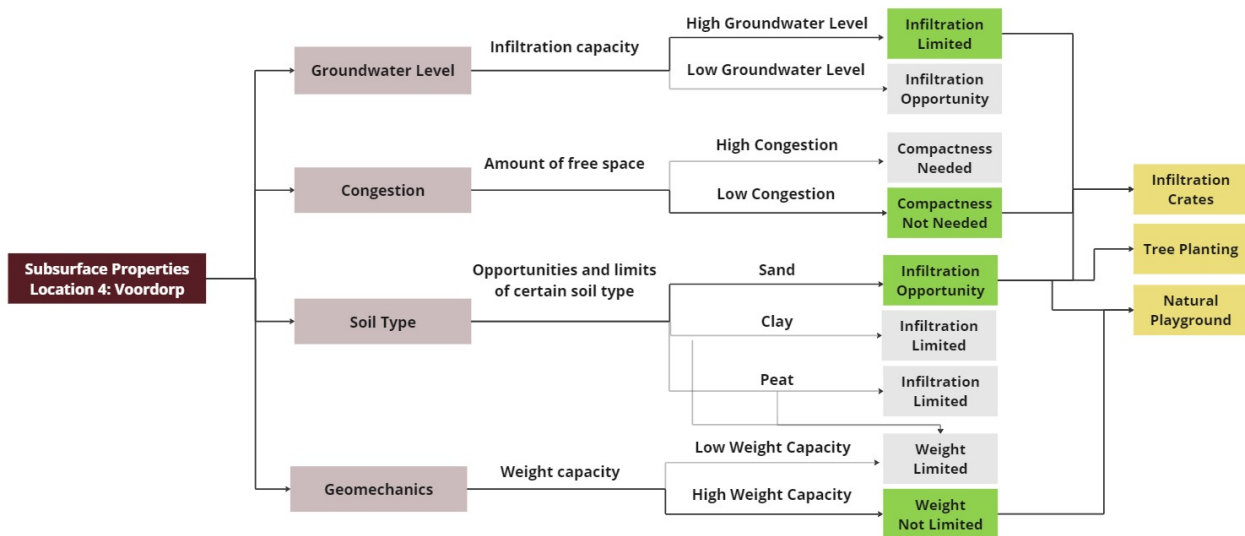 Subsurface Properties
Location 4: Voordorp
Groundwater Level
Infiltration capacity
High Groundwater Level
Infiltration
Limited
Low Groundwater Level
Infiltration
Opportunity
Congestion
Amount of free space
High Congestion
Compactness
Needed
Low Congestion
Compactness
Not Needed
Soil Type
Opportunities and limits
of certain soil type
Sand
Infiltration
Opportunity
Clay
Infiltration
Limited
Peat
Infiltration
Limited
Geomechanics
Weight capacity
Low Weight Capacity
Weight
Limited
High Weight Capacity
Weight
Not Limited
Infiltration
Crates
Tree Planting
Natural
Playground